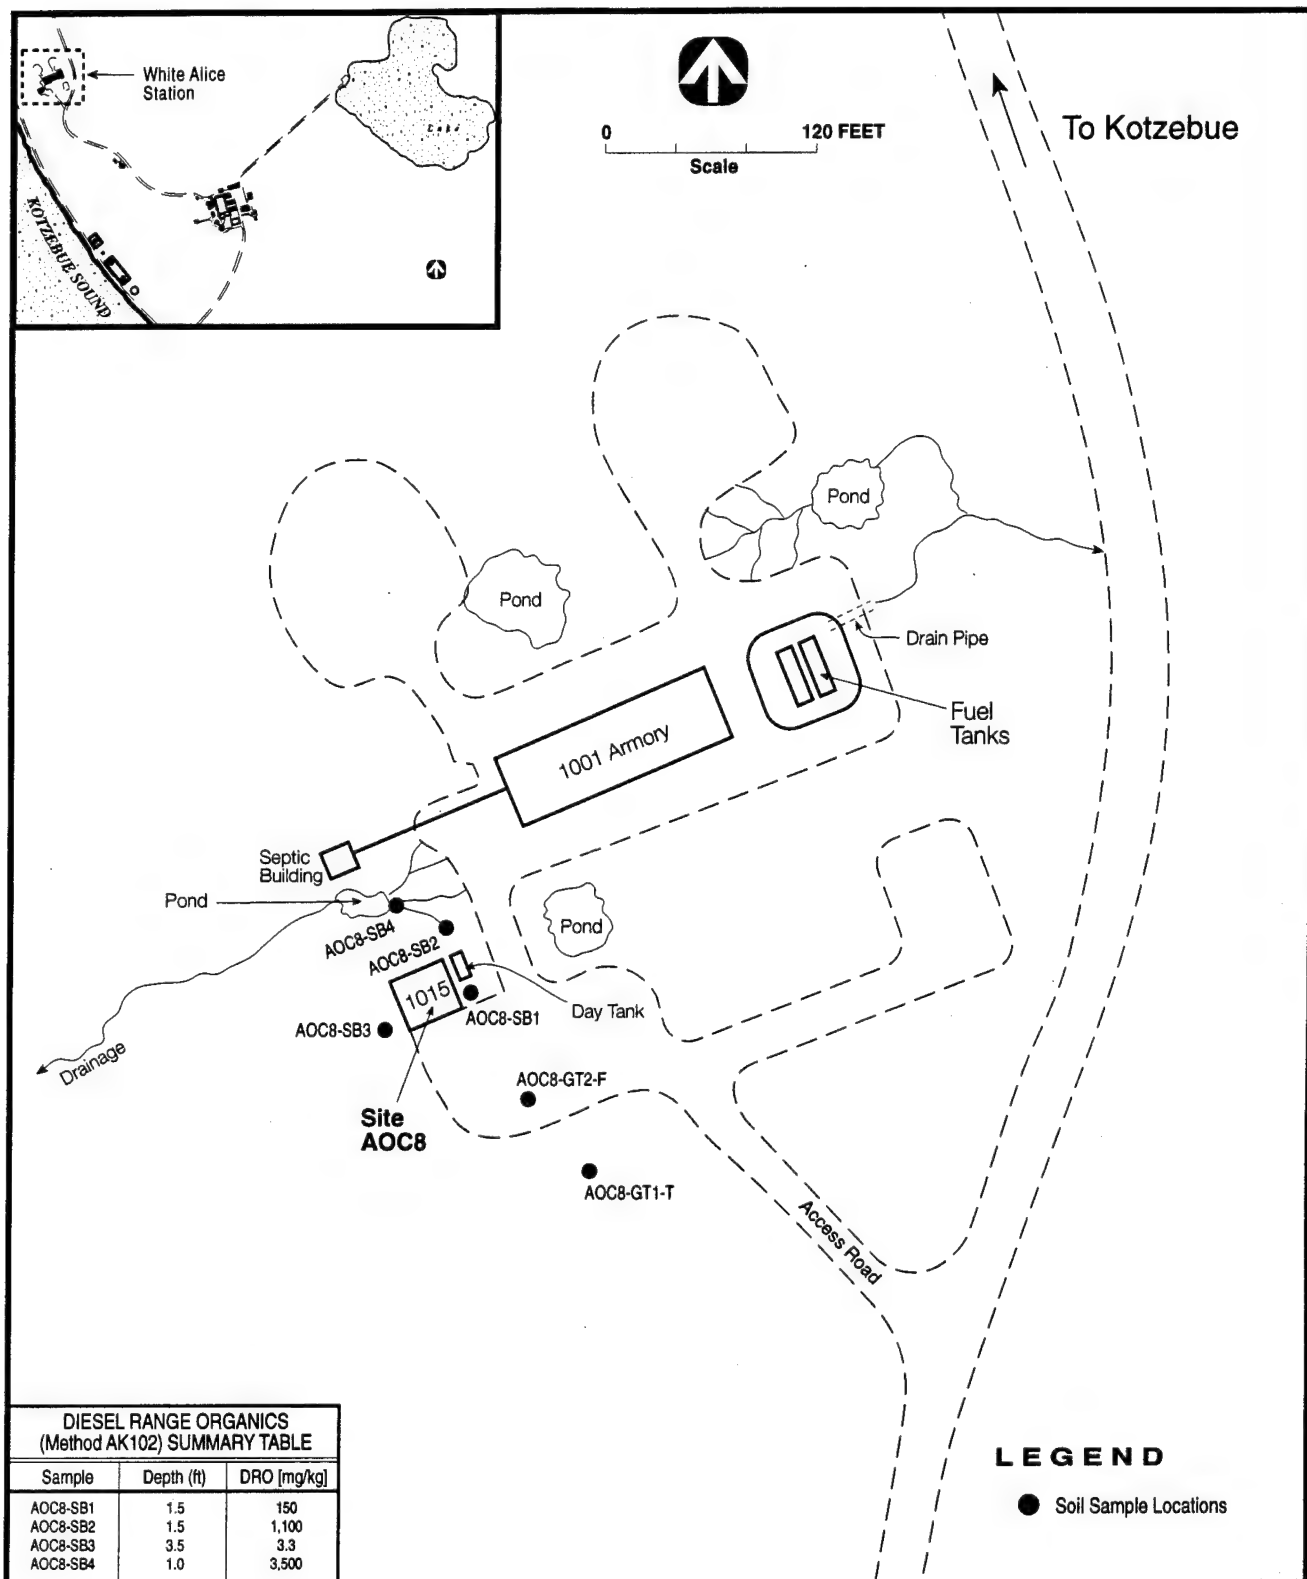 White Alice
Station
Lake
KOTZEBUE SOUND
0 120 FEET
Scale
To Kotzebue
Pond
Pond
Drain Pipe
Fuel
Tanks
1001 Armory
Septic
Building
Pond
Pond
AOC8-SB4
AOC8-SB2
1015
Day Tank
AOC8-SB1
AOC8-SB3
Drainage
AOC8-GT2-F
Site
AOC8
AOC8-GT1-T
Access Road
DIESEL RANGE ORGANICS
(Method AK102) SUMMARY TABLE
Sample Depth (ft) DRO [mg/kg]
AOC8-SB1 1.5 150
AOC8-SB2 1.5 1,100
AOC8-SB3 3.5 3.3
AOC8-SB4 1.0 3,500
LEGEND
Soil Sample Locations